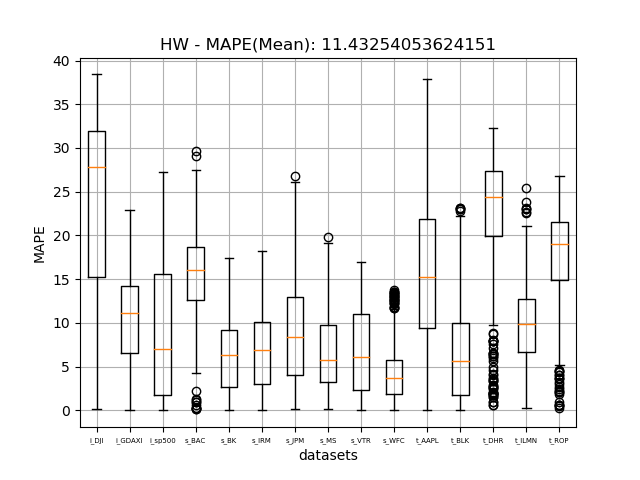 HW - MAPE(Mean): 11.43254053624151
40
35
30
25
20
15
10
5
0
MAPE
i_DJI i_GDAXI i_sp500 s_BAC s_BK s_IRM s_JPM s_MS s_VTR s_WFC t_AAPL t_BLK t_DHR t_ILMN t_ROP
datasets